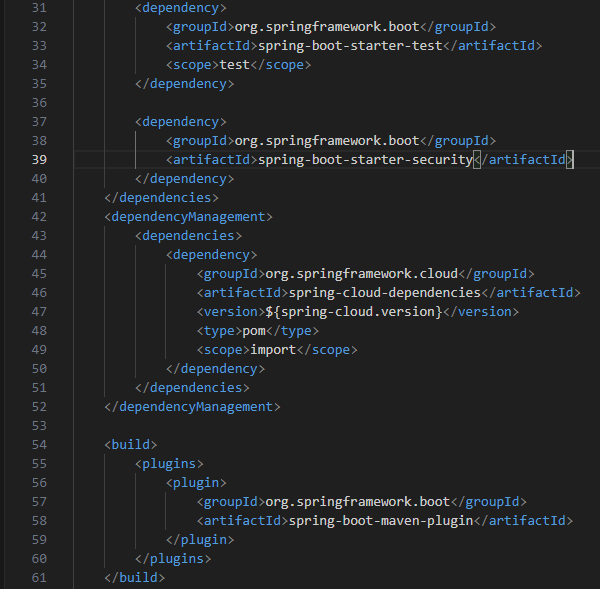 31 <dependency>
32 <groupId>org.springframework.boot</groupId>
33 <artifactId>spring-boot-starter-test</artifactId>
34 <scope>test</scope>
35 </dependency>
36
37 <dependency>
38 <groupId>org.springframework.boot</groupId>
39 <artifactId>spring-boot-starter-security</artifactId>
40 </dependency>
41 </dependencies>
42 <dependencyManagement>
43 <dependencies>
44 <dependency>
45 <groupId>org.springframework.cloud</groupId>
46 <artifactId>spring-cloud-dependencies</artifactId>
47 <version>${spring-cloud.version}</version>
48 <type>pom</type>
49 <scope>import</scope>
50 </dependency>
51 </dependencies>
52 </dependencyManagement>
53
54 <build>
55 <plugins>
56 <plugin>
57 <groupId>org.springframework.boot</groupId>
58 <artifactId>spring-boot-maven-plugin</artifactId>
59 </plugin>
60 </plugins>
61 </build>